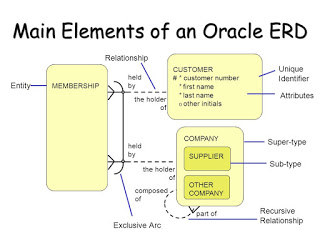 Main Elements of an Oracle ERD
Relationship
Entity
MEMBERSHIP
held
by
the holder
of
CUSTOMER
# * customer number
* first name
* last name
o other initials
Unique
Identifier
Attributes
held
by
the holder
of
COMPANY
SUPPLIER
OTHER
COMPANY
Super-type
Sub-type
composed
of
part of
Recursive
Relationship
Exclusive Arc